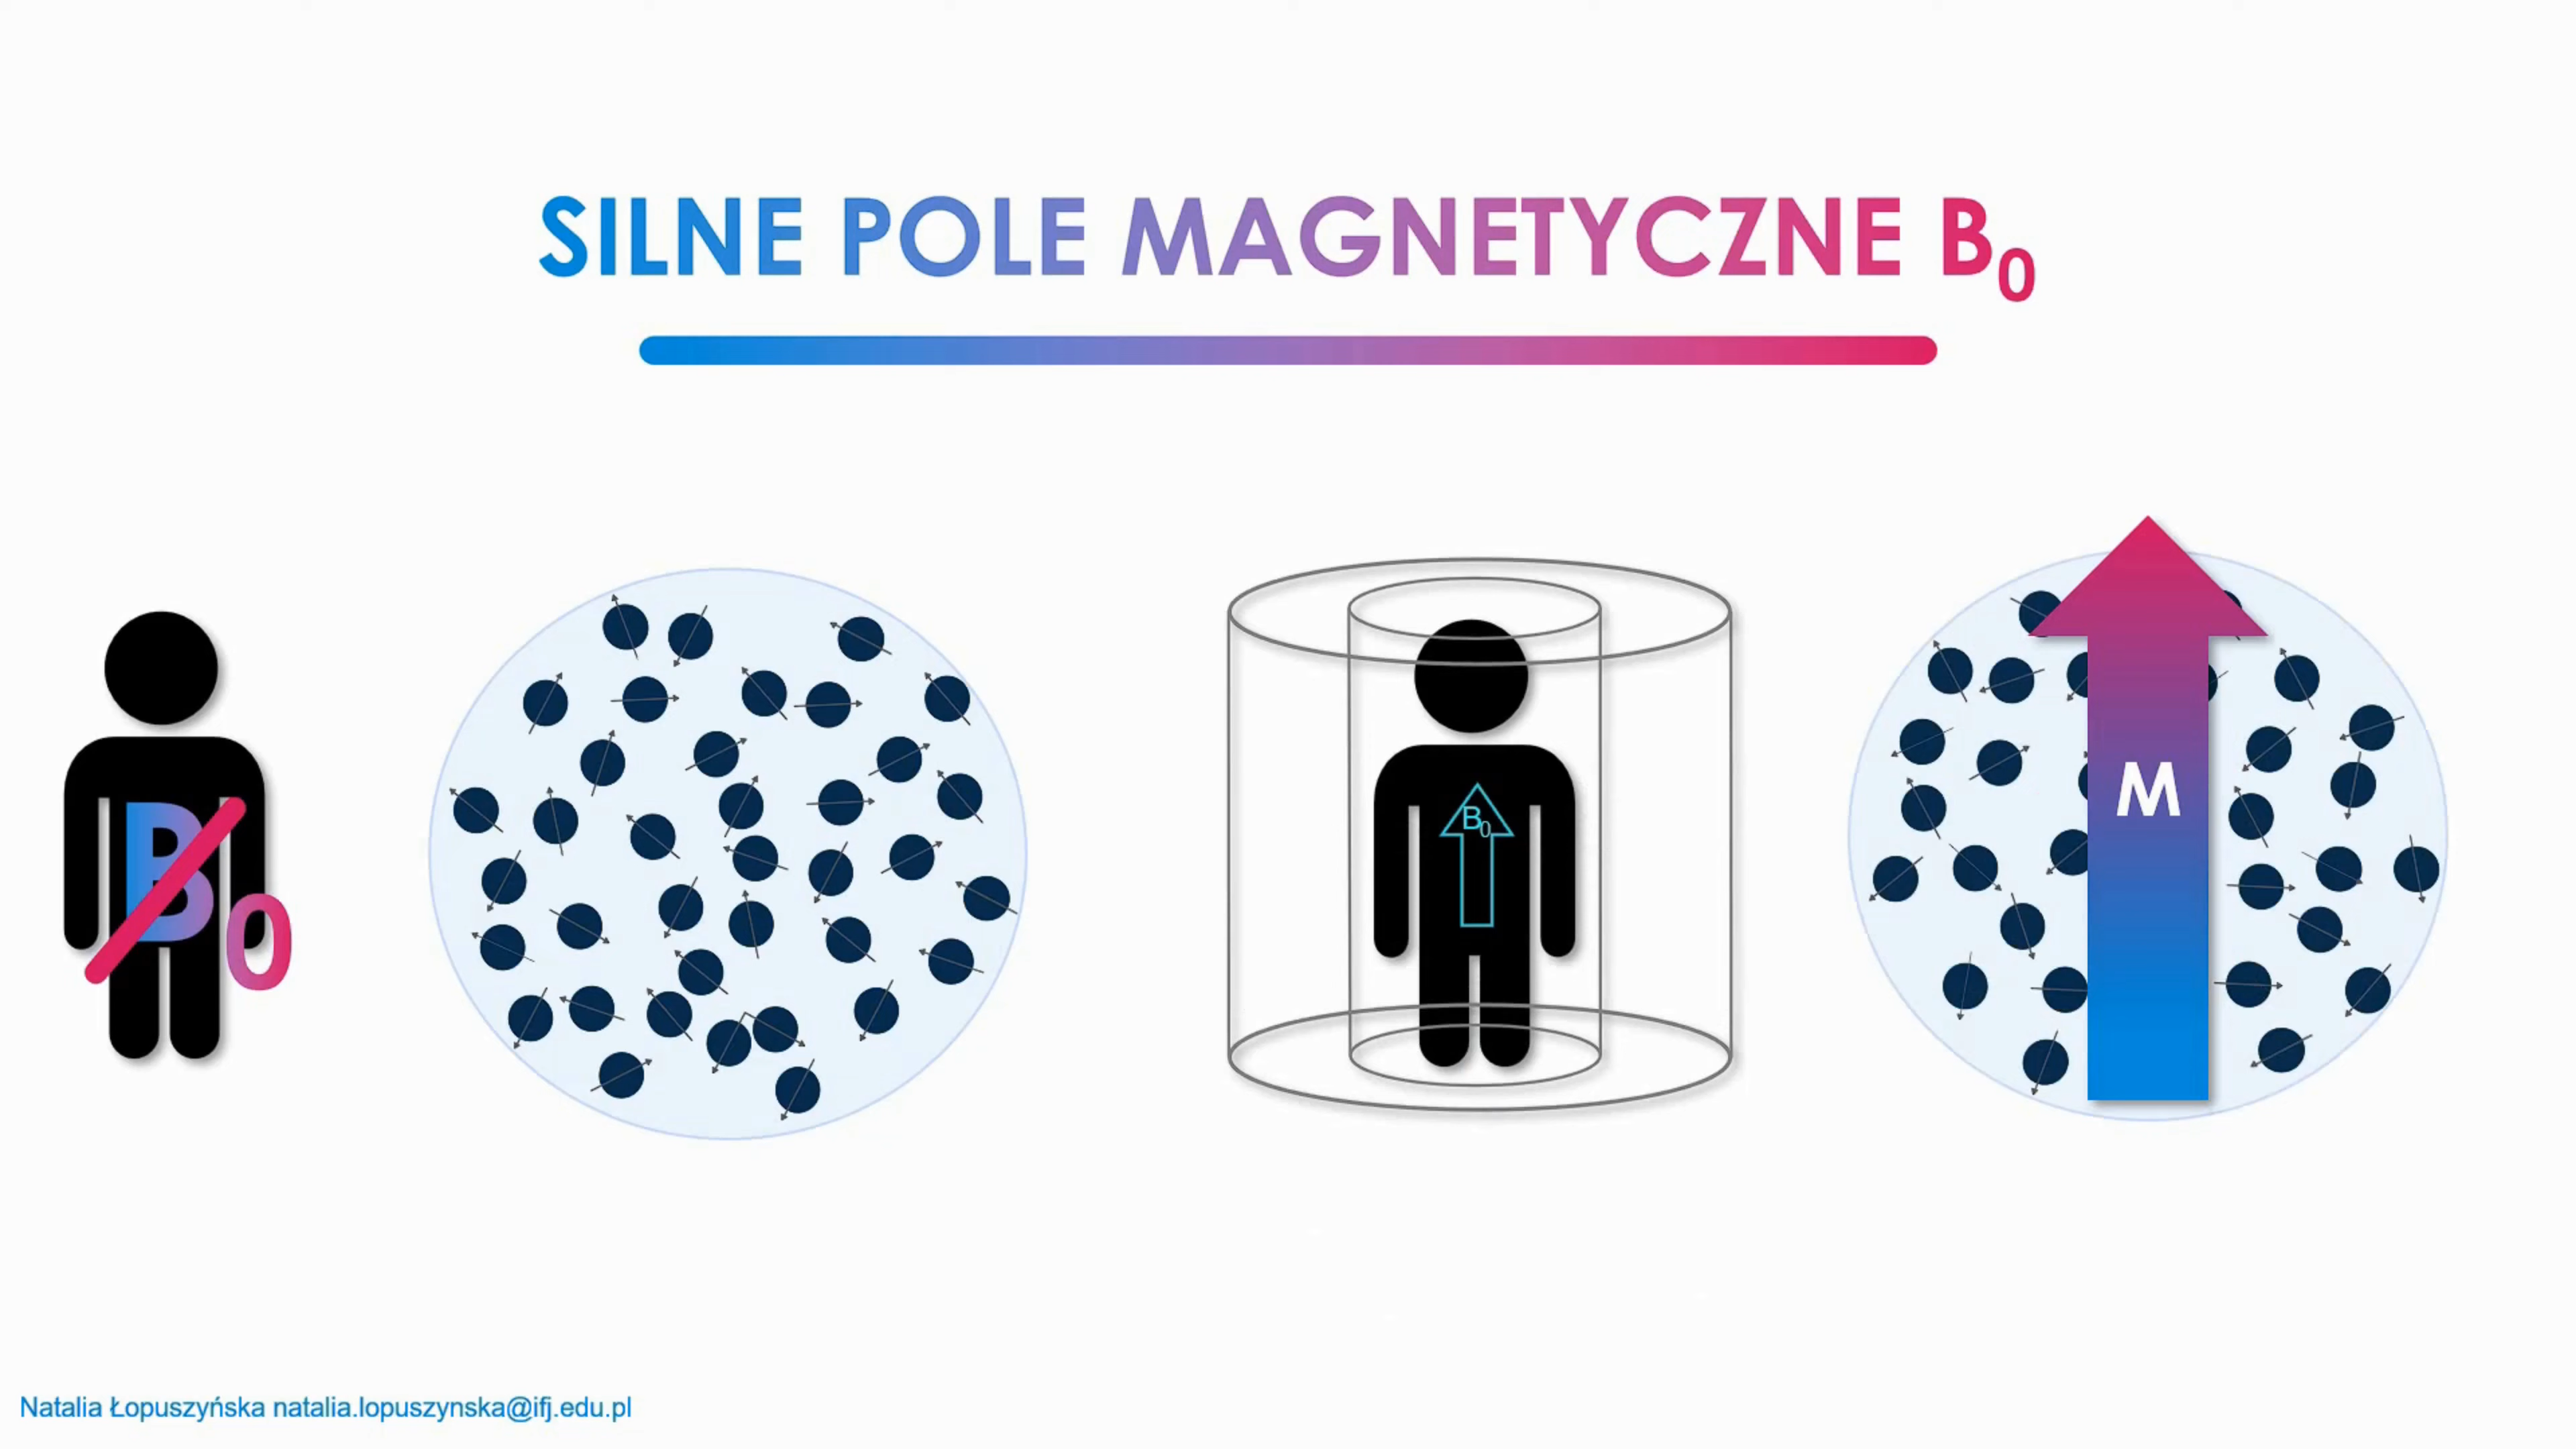 SILNE POLE MAGNETYCZNE B₀
B₀
B₀
M
Natalia Łopuszyńska natalia.lopuszynska@ifj.edu.pl